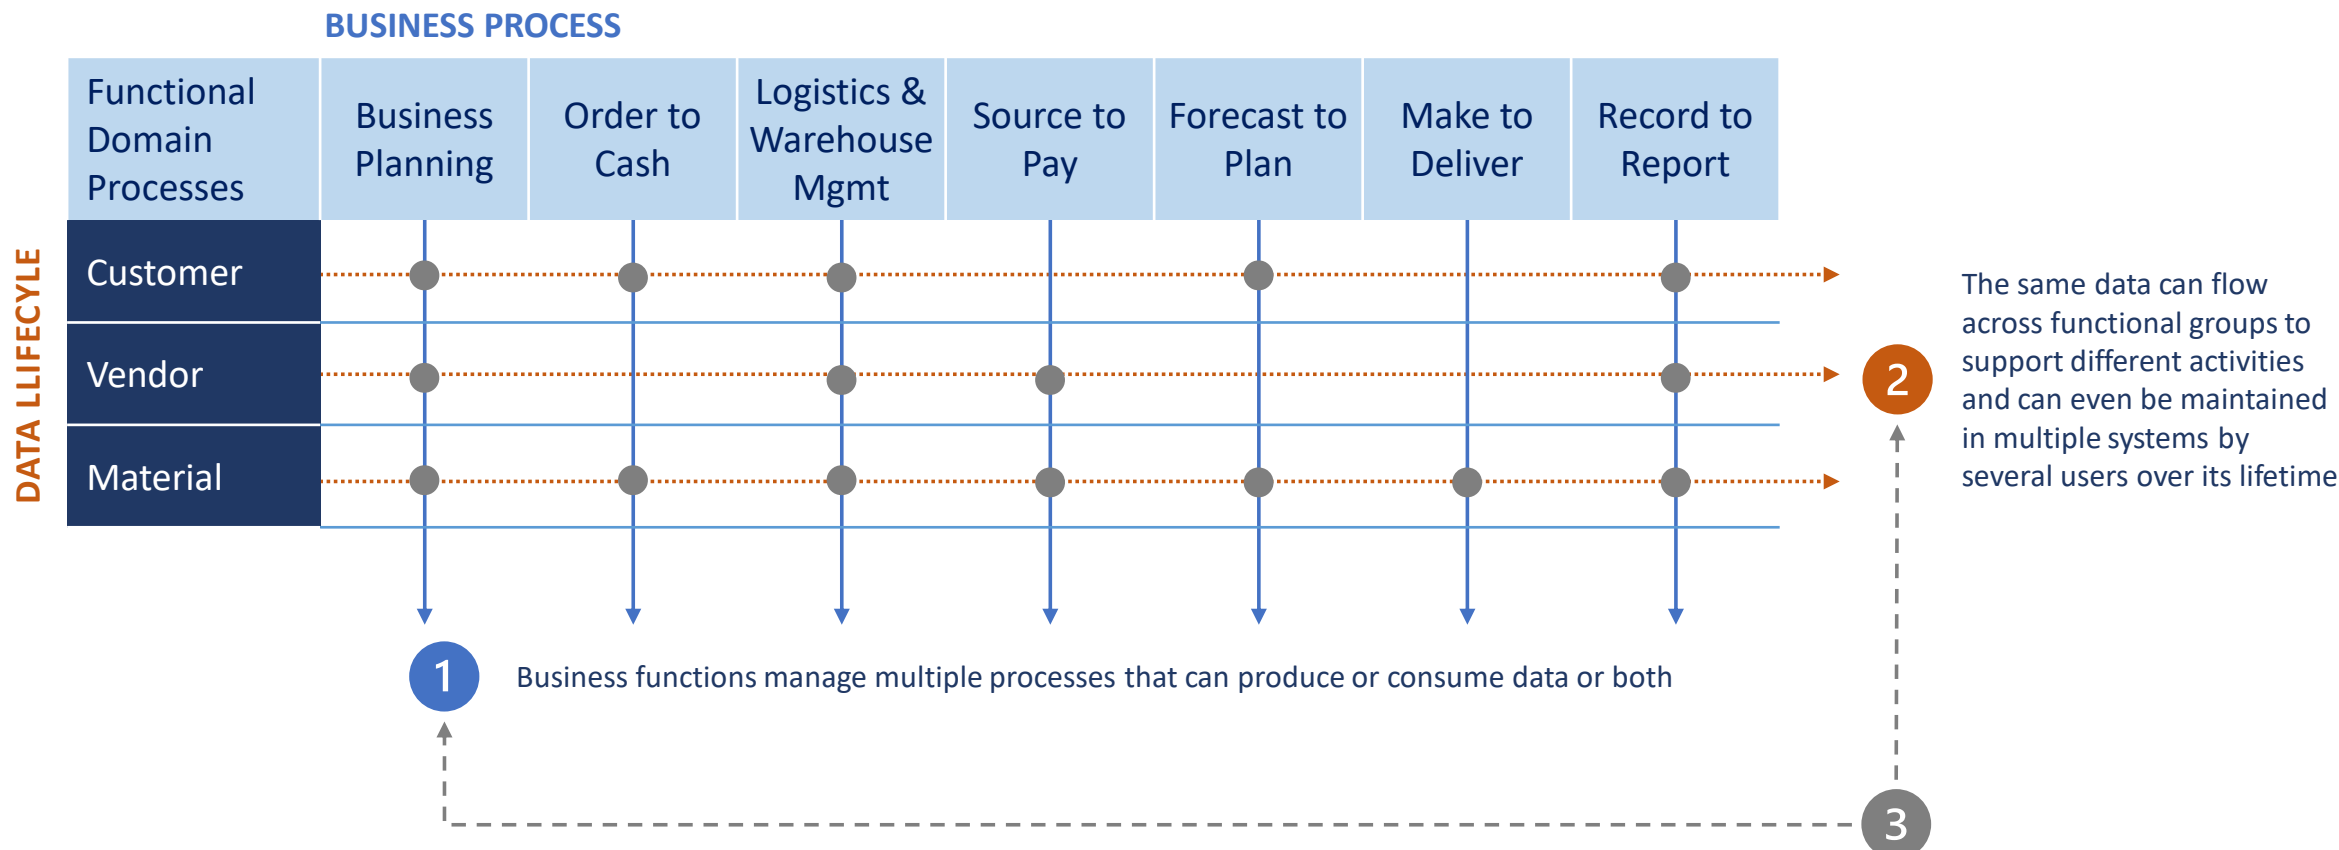 BUSINESS PROCESS
Functional
Domain
Processes
Business
Planning
Order to
Cash
Logistics &
Warehouse
Mgmt
Source to
Pay
Forecast to
Plan
Make to
Deliver
Record to
Report
DATA LLIFECYLE
Customer
Vendor
Material
The same data can flow
across functional groups to
support different activities
and can even be maintained
in multiple systems by
several users over its lifetime
2
1
Business functions manage multiple processes that can produce or consume data or both
3